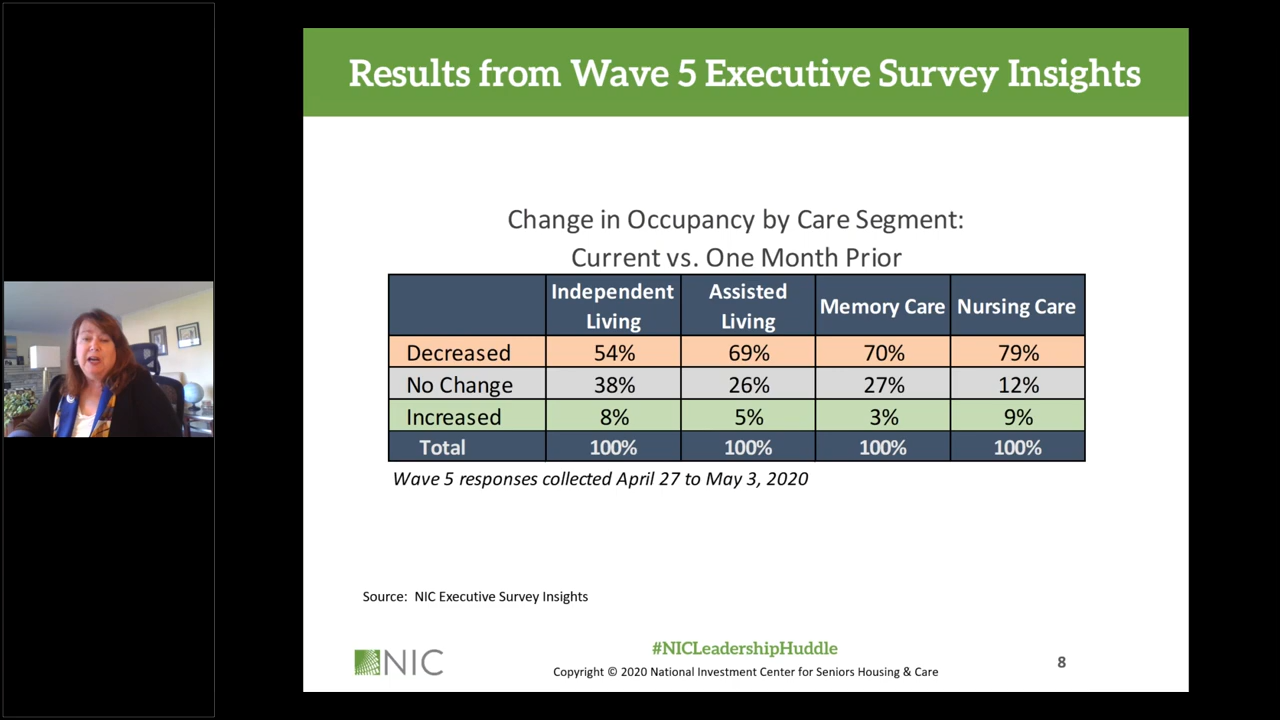 Results from Wave 5 Executive Survey Insights
Change in Occupancy by Care Segment:
Current vs. One Month Prior
Independent Living Assisted Living Memory Care Nursing Care
Decreased 54% 69% 70% 79%
No Change 38% 26% 27% 12%
Increased 8% 5% 3% 9%
Total 100% 100% 100% 100%
Wave 5 responses collected April 27 to May 3, 2020
Source: NIC Executive Survey Insights
NIC
#NICLeadershipHuddle
Copyright © 2020 National Investment Center for Seniors Housing & Care
8